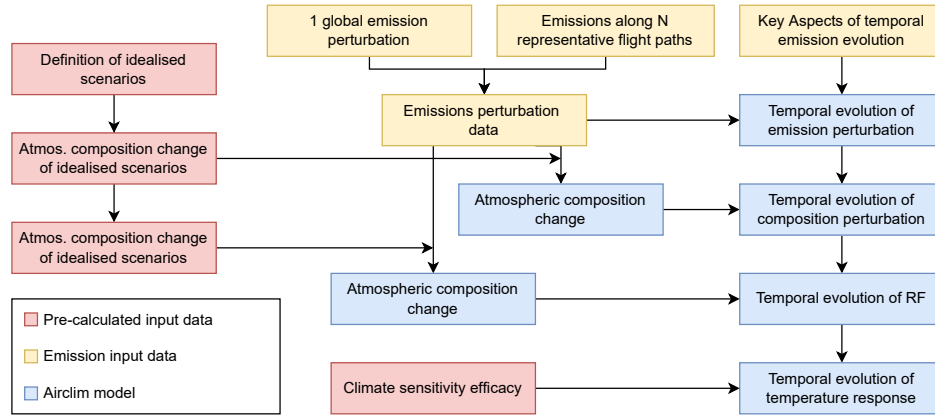 1 global emission
perturbation
Emissions along N
representative flight paths
Key Aspects of temporal
emission evolution
Definition of idealised
scenarios
Emissions perturbation
data
Temporal evolution of
emission perturbation
Atmos. composition change
of idealised scenarios
Atmospheric composition
change
Temporal evolution of
composition perturbation
Atmos. composition change
of idealised scenarios
Atmospheric composition
change
Temporal evolution of RF
Pre-calculated input data
Emission input data
Airclim model
Climate sensitivity efficacy
Temporal evolution of
temperature response